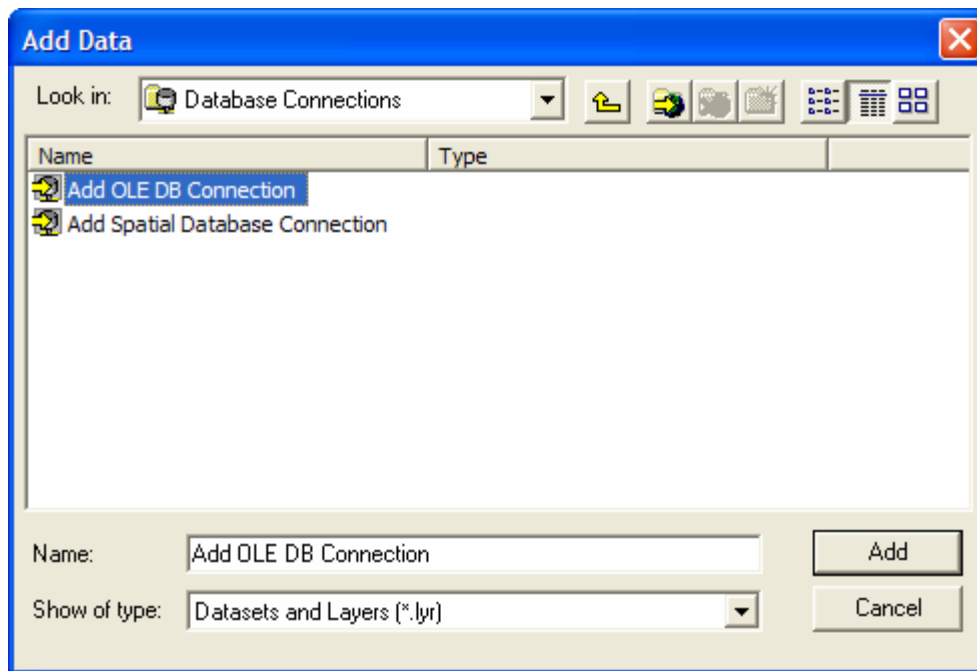 Add Data
Look in: Database Connections
Name Type
Add OLE DB Connection
Add Spatial Database Connection
Name: Add OLE DB Connection Add
Show of type: Datasets and Layers (*.lyr) Cancel